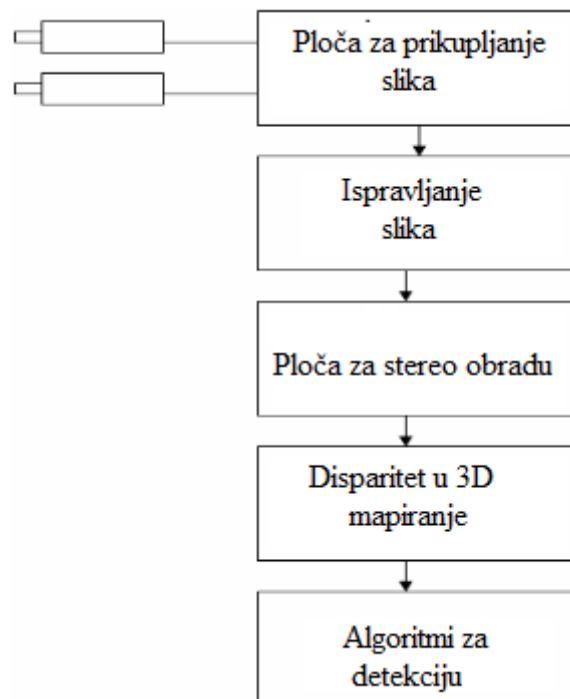 Ploča za prikupljanje
slika
Ispravljanje
slika
Ploča za stereo obradu
Disparitet u 3D
mapiranje
Algoritmi za
detekciju